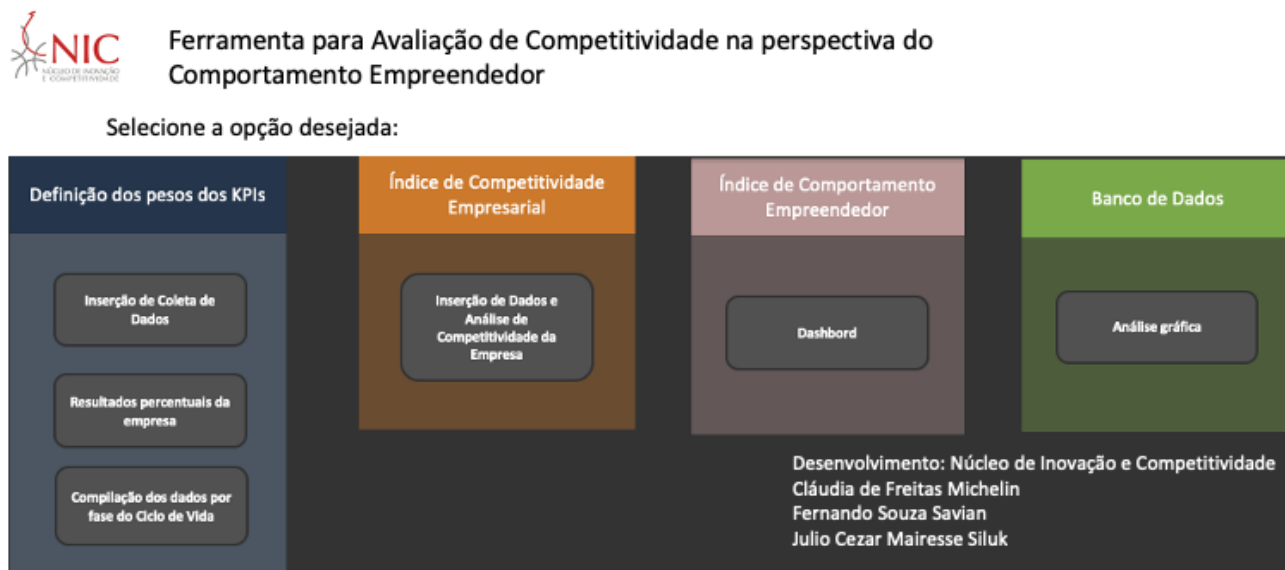 NIC
NÚCLEO DE INOVAÇÃO
E COMPETITIVIDADE
Ferramenta para Avaliação de Competitividade na perspectiva do
Comportamento Empreendedor
Selecione a opção desejada:
Definição dos pesos dos KPIs
Inserção de Coleta de
Dados
Resultados percentuais da
empresa
Compilação dos dados por
fase do Ciclo de Vida
Índice de Competitividade
Empresarial
Inserção de Dados e
Análise de
Competitividade da
Empresa
Índice de Comportamento
Empreendedor
Dashbord
Banco de Dados
Análise gráfica
Desenvolvimento: Núcleo de Inovação e Competitividade
Cláudia de Freitas Michelin
Fernando Souza Savian
Julio Cezar Mairesse Siluk